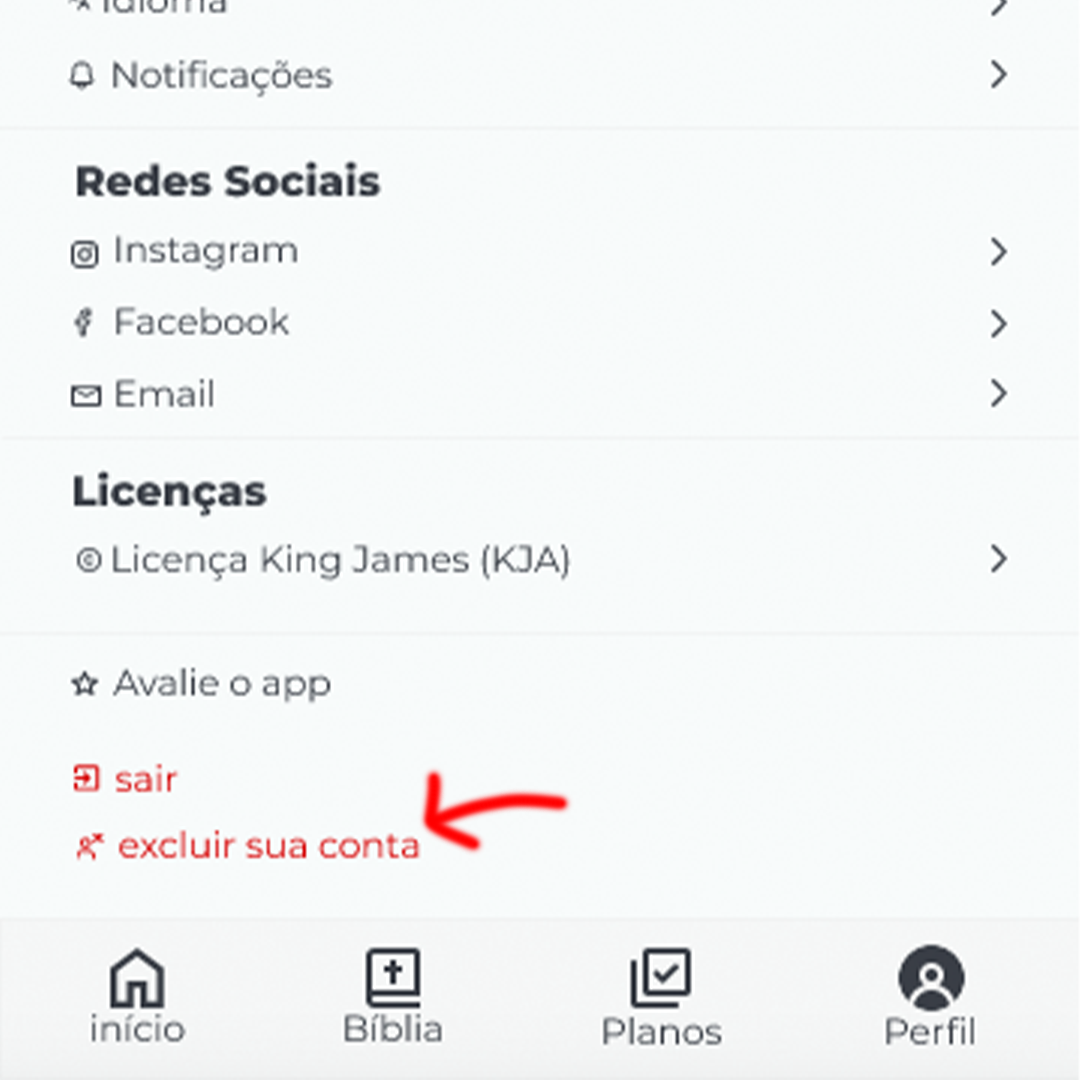 Idioma
Notificações
Redes Sociais
Instagram
Facebook
Email
Licenças
Licença King James (KJA)
Avalie o app
sair
excluir sua conta
início
Bíblia
Planos
Perfil